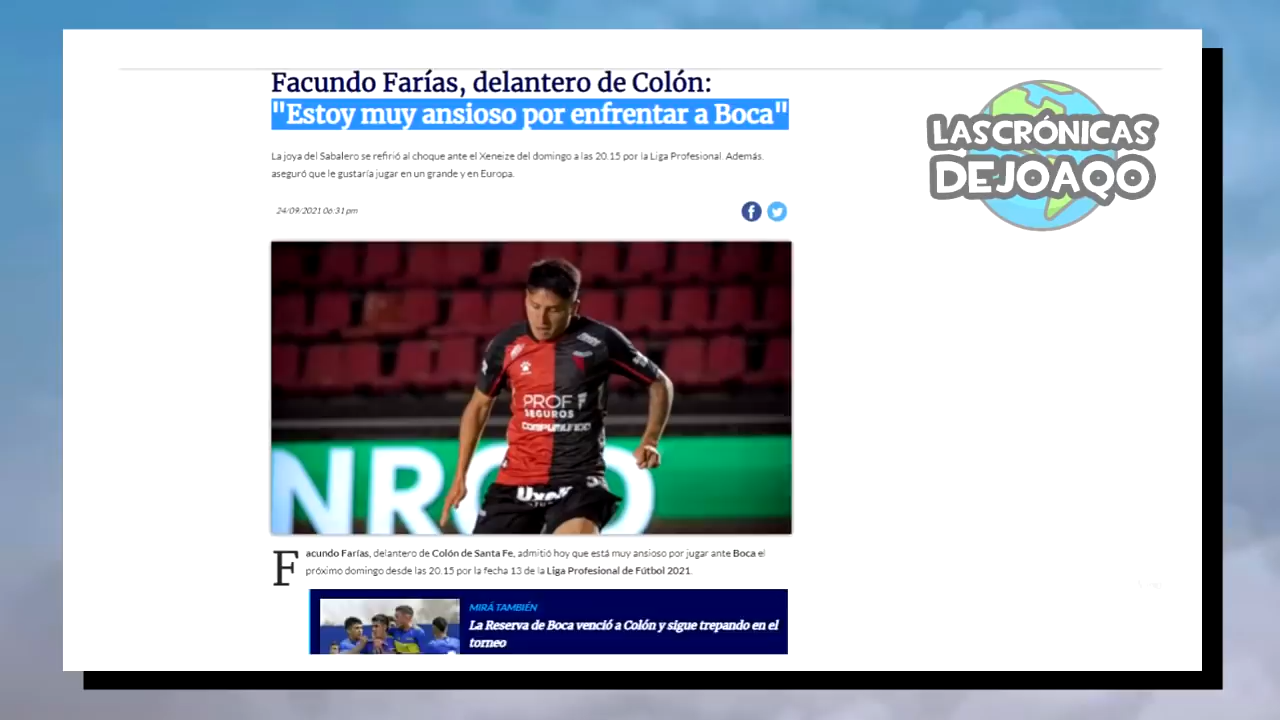 Facundo Farías, delantero de Colón:
"Estoy muy ansioso por enfrentar a Boca"
LAS CRÓNICAS
DE JOAQO
La joya del Sabalero se refirió al choque ante el Xeneize del domingo a las 20.15 por la Liga Profesional. Además,
aseguró que le gustaría jugar en un grande y en Europa.
24/09/2021 06:31 pm
PROF
SEGUROS
COMPUMUNDO
NR
Facundo Farías, delantero de Colón de Santa Fe, admitió hoy que está muy ansioso por jugar ante Boca el
próximo domingo desde las 20.15 por la fecha 13 de la Liga Profesional de Fútbol 2021.
MIRÁ TAMBIÉN
La Reserva de Boca venció a Colón y sigue trepando en el
torneo